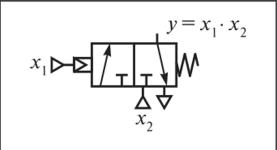 y = x₁ · x₂
x₁
x₂